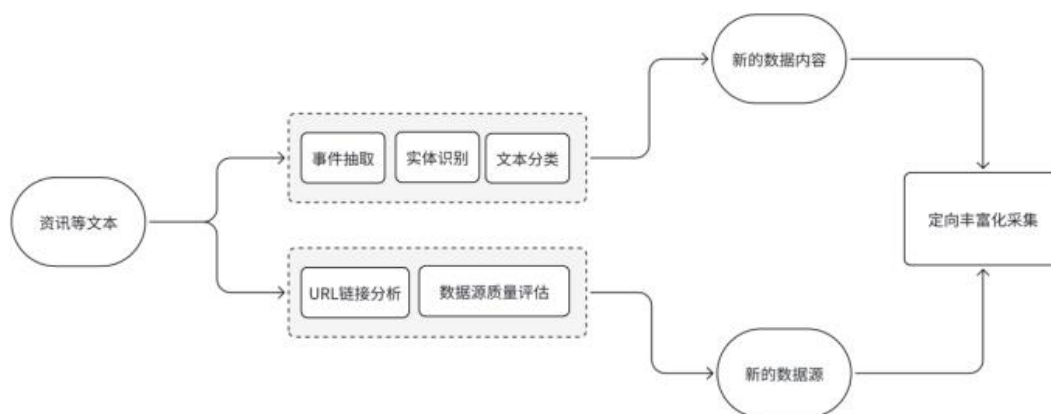 新的数据内容
事件抽取
实体识别
文本分类
资讯等文本
定向丰富化采集
URL链接分析
数据源质量评估
新的数据源